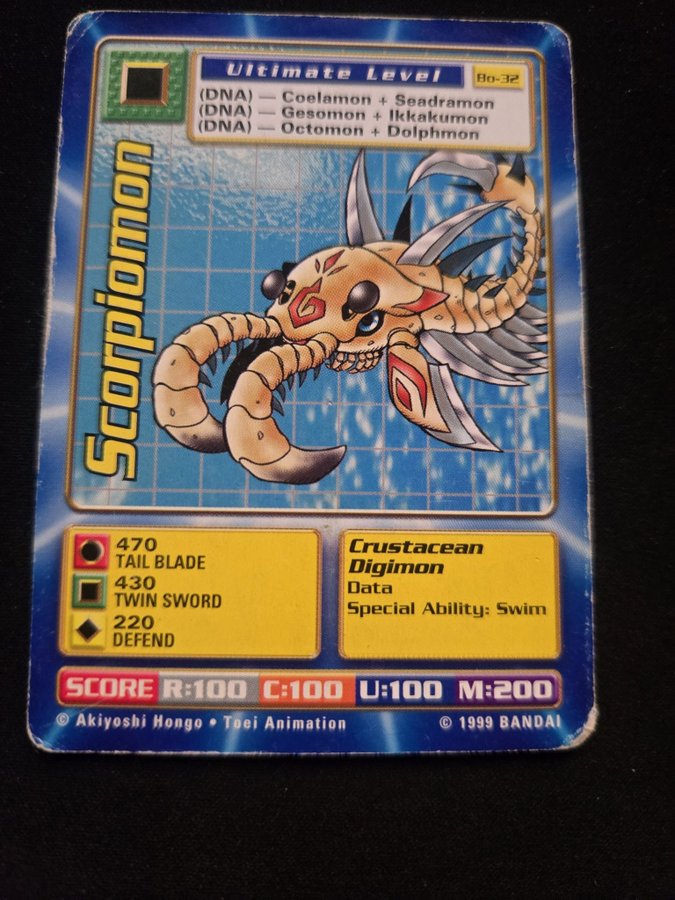 Ultimate Level
Bo-32
(DNA) — Coelamon + Seadramon
(DNA) — Gesomon + Ikkakumon
(DNA) — Octomon + Dolphmon
Scorpiomon
470
TAIL BLADE
430
TWIN SWORD
220
DEFEND
Crustacean
Digimon
Data
Special Ability: Swim
SCORE R:100 C:100 U:100 M:200
© Akiyoshi Hongo • Toei Animation © 1999 BANDAI